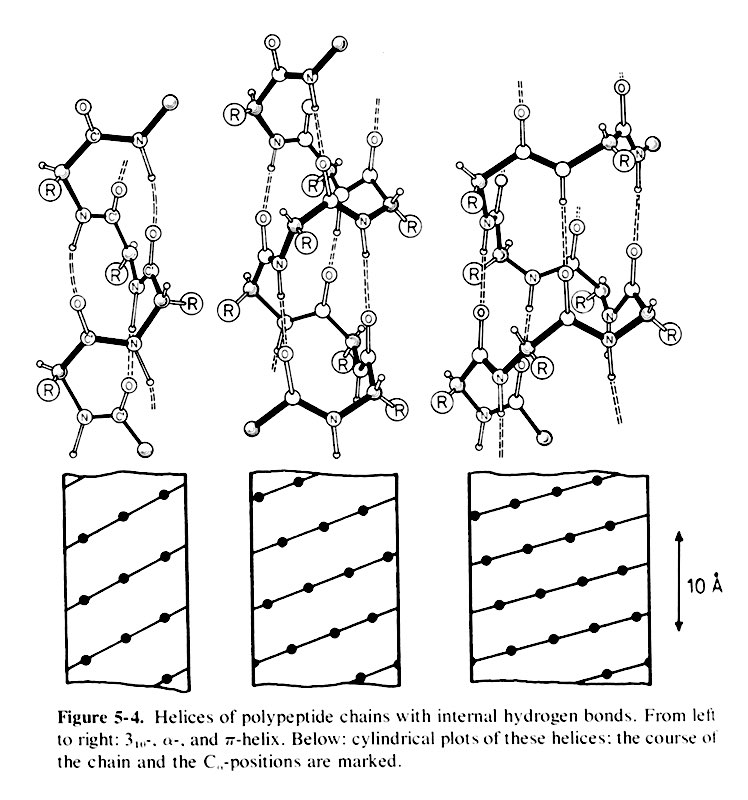 R
R
R
R
N
C
N
C
N
C
N
C
N
N
C
O
O
O
O
O
R
R
R
R
R
N
N
N
N
N
O
O
O
O
O
O
O
R
R
R
R
R
R
N
N
N
N
N
N
N
O
O
O
O
O
O
O
10 Å
Figure 5-4. Helices of polypeptide chains with internal hydrogen bonds. From left
to right: 3₁₀-, α-, and π-helix. Below: cylindrical plots of these helices; the course of
the chain and the Cα-positions are marked.